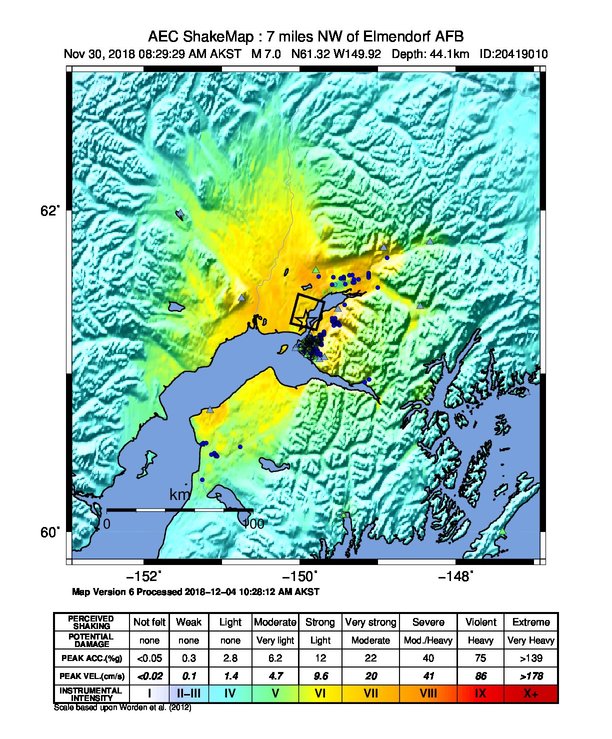 AEC ShakeMap : 7 miles NW of Elmendorf AFB
Nov 30, 2018 08:29:29 AM AKST M 7.0 N61.32 W149.92 Depth: 44.1km ID:20419010
62°
60°
km
0 100
−152° −150° −148°
Map Version 6 Processed 2018−12−04 10:28:12 AM AKST
PERCEIVED SHAKING Not felt Weak Light Moderate Strong Very strong Severe Violent Extreme
POTENTIAL DAMAGE none none none Very light Light Moderate Mod./Heavy Heavy Very Heavy
PEAK ACC.(%g) <0.05 0.3 2.8 6.2 12 22 40 75 >139
PEAK VEL.(cm/s) <0.02 0.1 1.4 4.7 9.6 20 41 86 >178
INSTRUMENTAL INTENSITY I II−III IV V VI VII VIII IX X+
Scale based upon Worden et al. (2012)